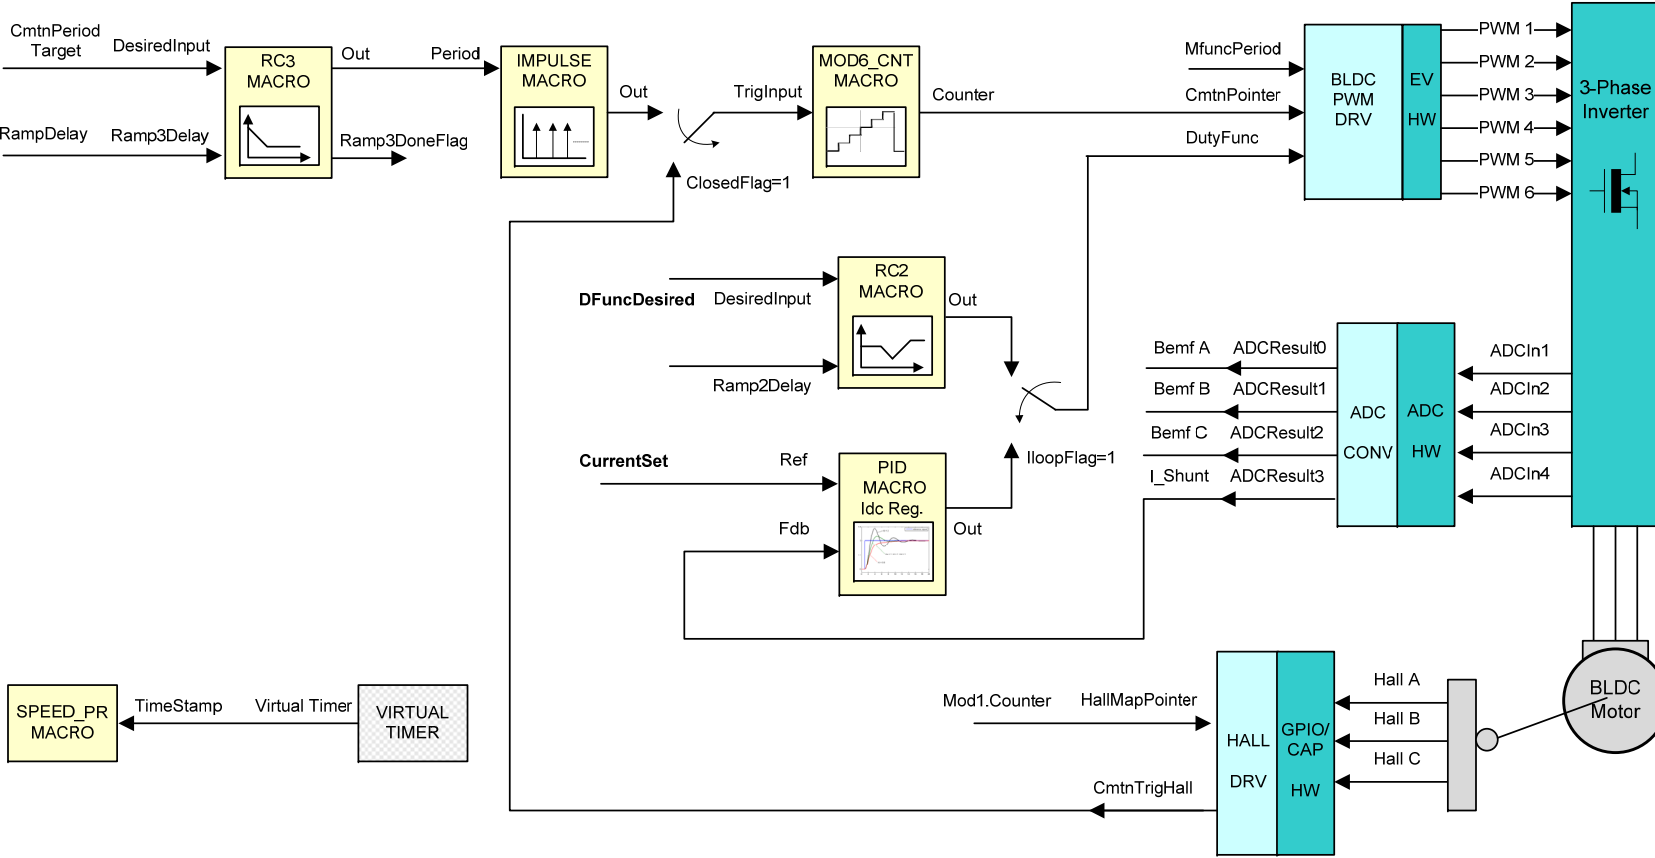 CmtnPeriod
Target
DesiredInput
RampDelay
Ramp3Delay
RC3
MACRO
Out
Ramp3DoneFlag
Period
IMPULSE
MACRO
Out
TrigInput
ClosedFlag=1
MOD6_CNT
MACRO
Counter
MfuncPeriod
CmtnPointer
DutyFunc
BLDC
PWM
DRV
EV
HW
PWM 1
PWM 2
PWM 3
PWM 4
PWM 5
PWM 6
3-Phase
Inverter
DFuncDesired
DesiredInput
Ramp2Delay
RC2
MACRO
Out
CurrentSet
Ref
Fdb
PID
MACRO
Idc Reg.
Out
IloopFlag=1
Bemf A ADCResult0
Bemf B ADCResult1
Bemf C ADCResult2
I_Shunt ADCResult3
ADC
CONV
ADC
HW
ADCIn1
ADCIn2
ADCIn3
ADCIn4
SPEED_PR
MACRO
TimeStamp
Virtual Timer
VIRTUAL
TIMER
Mod1.Counter
HallMapPointer
CmtnTrigHall
HALL
DRV
GPIO/
CAP
HW
Hall A
Hall B
Hall C
BLDC
Motor